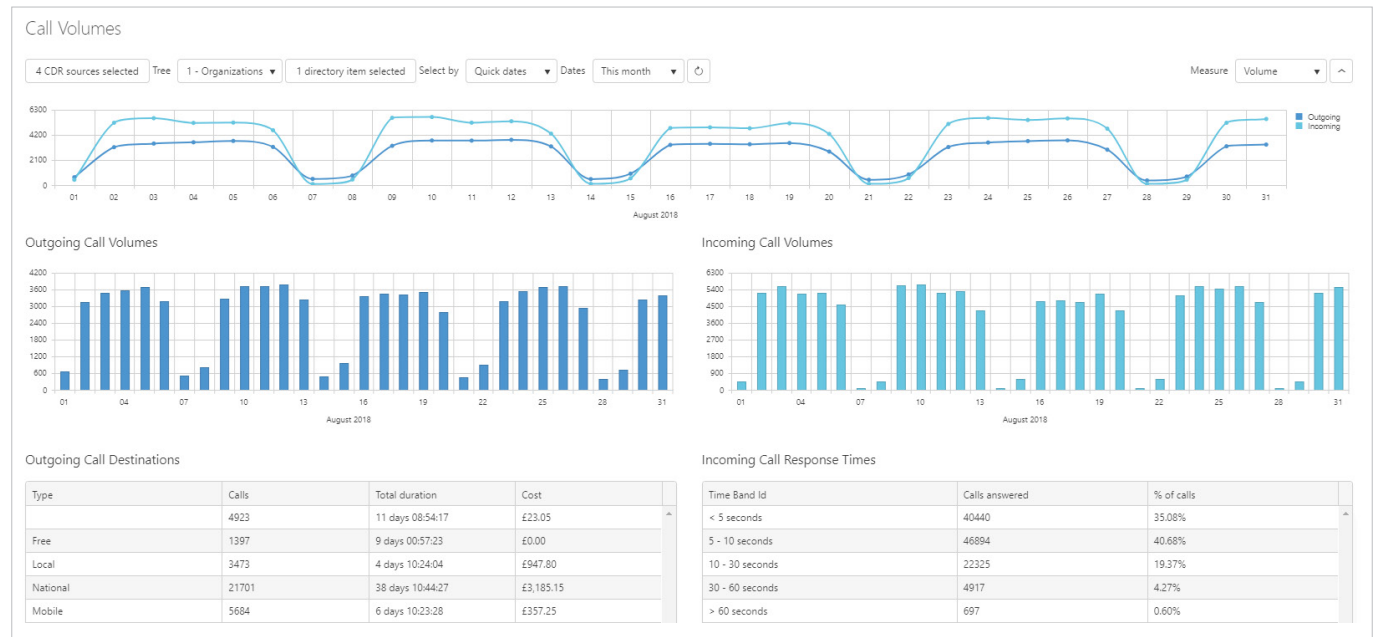 Call Volumes
4 CDR sources selected Tree 1 - Organizations 1 directory item selected Select by Quick dates Dates This month Measure Volume
6300
4200
2100
0
Outgoing
Incoming
01 02 03 04 05 06 07 08 09 10 11 12 13 14 15 16 17 18 19 20 21 22 23 24 25 26 27 28 29 30 31
August 2018
Outgoing Call Volumes
4200
3600
3000
2400
1800
1200
600
0
01 04 07 10 13 16 19 22 25 28 31
August 2018
Incoming Call Volumes
6300
5400
4500
3600
2700
1800
900
0
01 04 07 10 13 16 19 22 25 28 31
August 2018
Outgoing Call Destinations
Type Calls Total duration Cost
4923 11 days 08:54:17 £23.05
Free 1397 9 days 00:57:23 £0.00
Local 3473 4 days 10:24:04 £947.80
National 21701 38 days 10:44:27 £3,185.15
Mobile 5684 6 days 10:23:28 £357.25
Incoming Call Response Times
Time Band Id Calls answered % of calls
< 5 seconds 40440 35.08%
5 - 10 seconds 46894 40.68%
10 - 30 seconds 22325 19.37%
30 - 60 seconds 4917 4.27%
> 60 seconds 697 0.60%